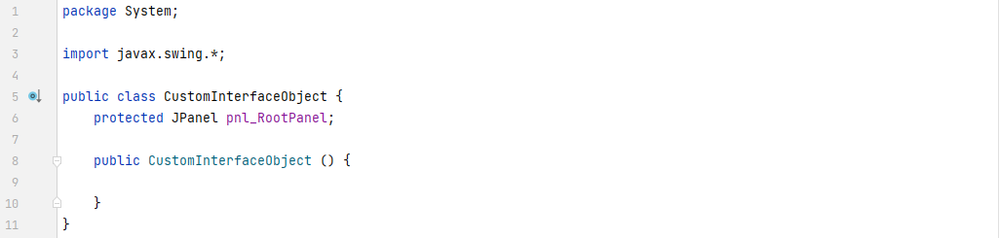 1 package System;
2
3 import javax.swing.*;
4
5 public class CustomInterfaceObject {
6     protected JPanel pnl_RootPanel;
7
8     public CustomInterfaceObject () {
9
10     }
11 }